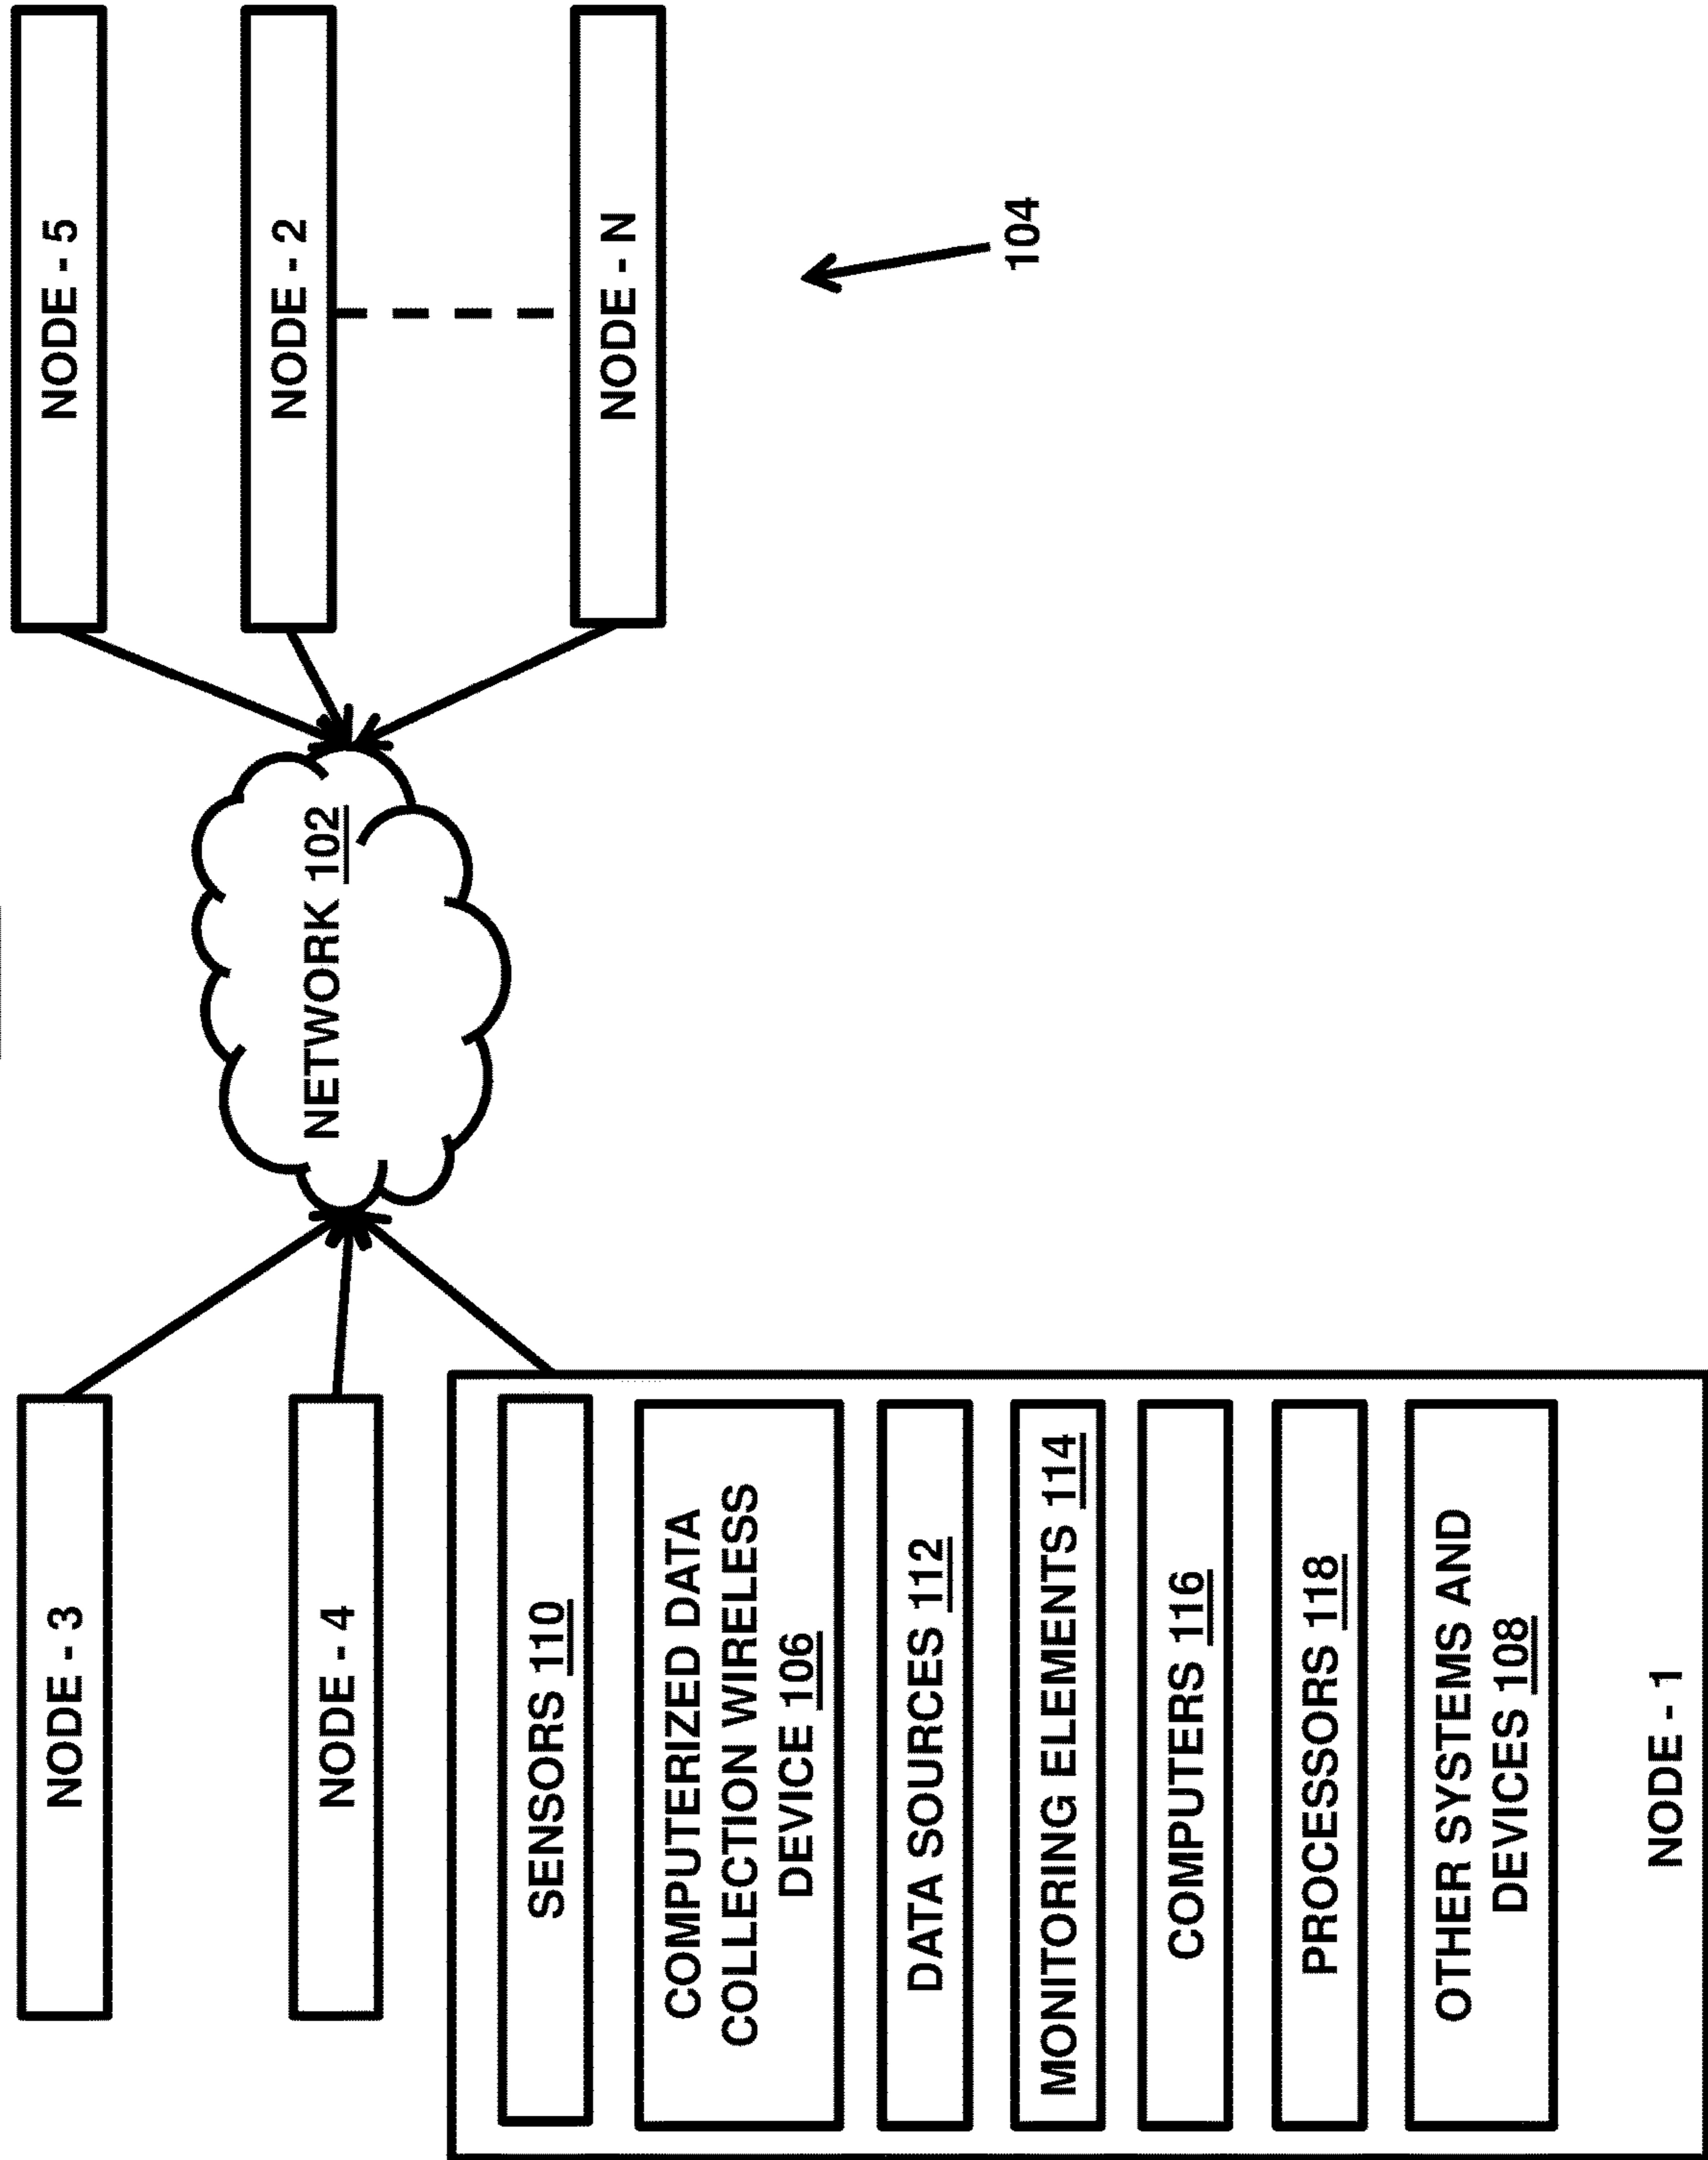 NODE - 3
NODE - 5
NODE - 4
NETWORK 102
NODE - 2
SENSORS 110
NODE - N
COMPUTERIZED DATA
COLLECTION WIRELESS
DEVICE 106
DATA SOURCES 112
MONITORING ELEMENTS 114
104
COMPUTERS 116
PROCESSORS 118
OTHER SYSTEMS AND
DEVICES 108
NODE - 1